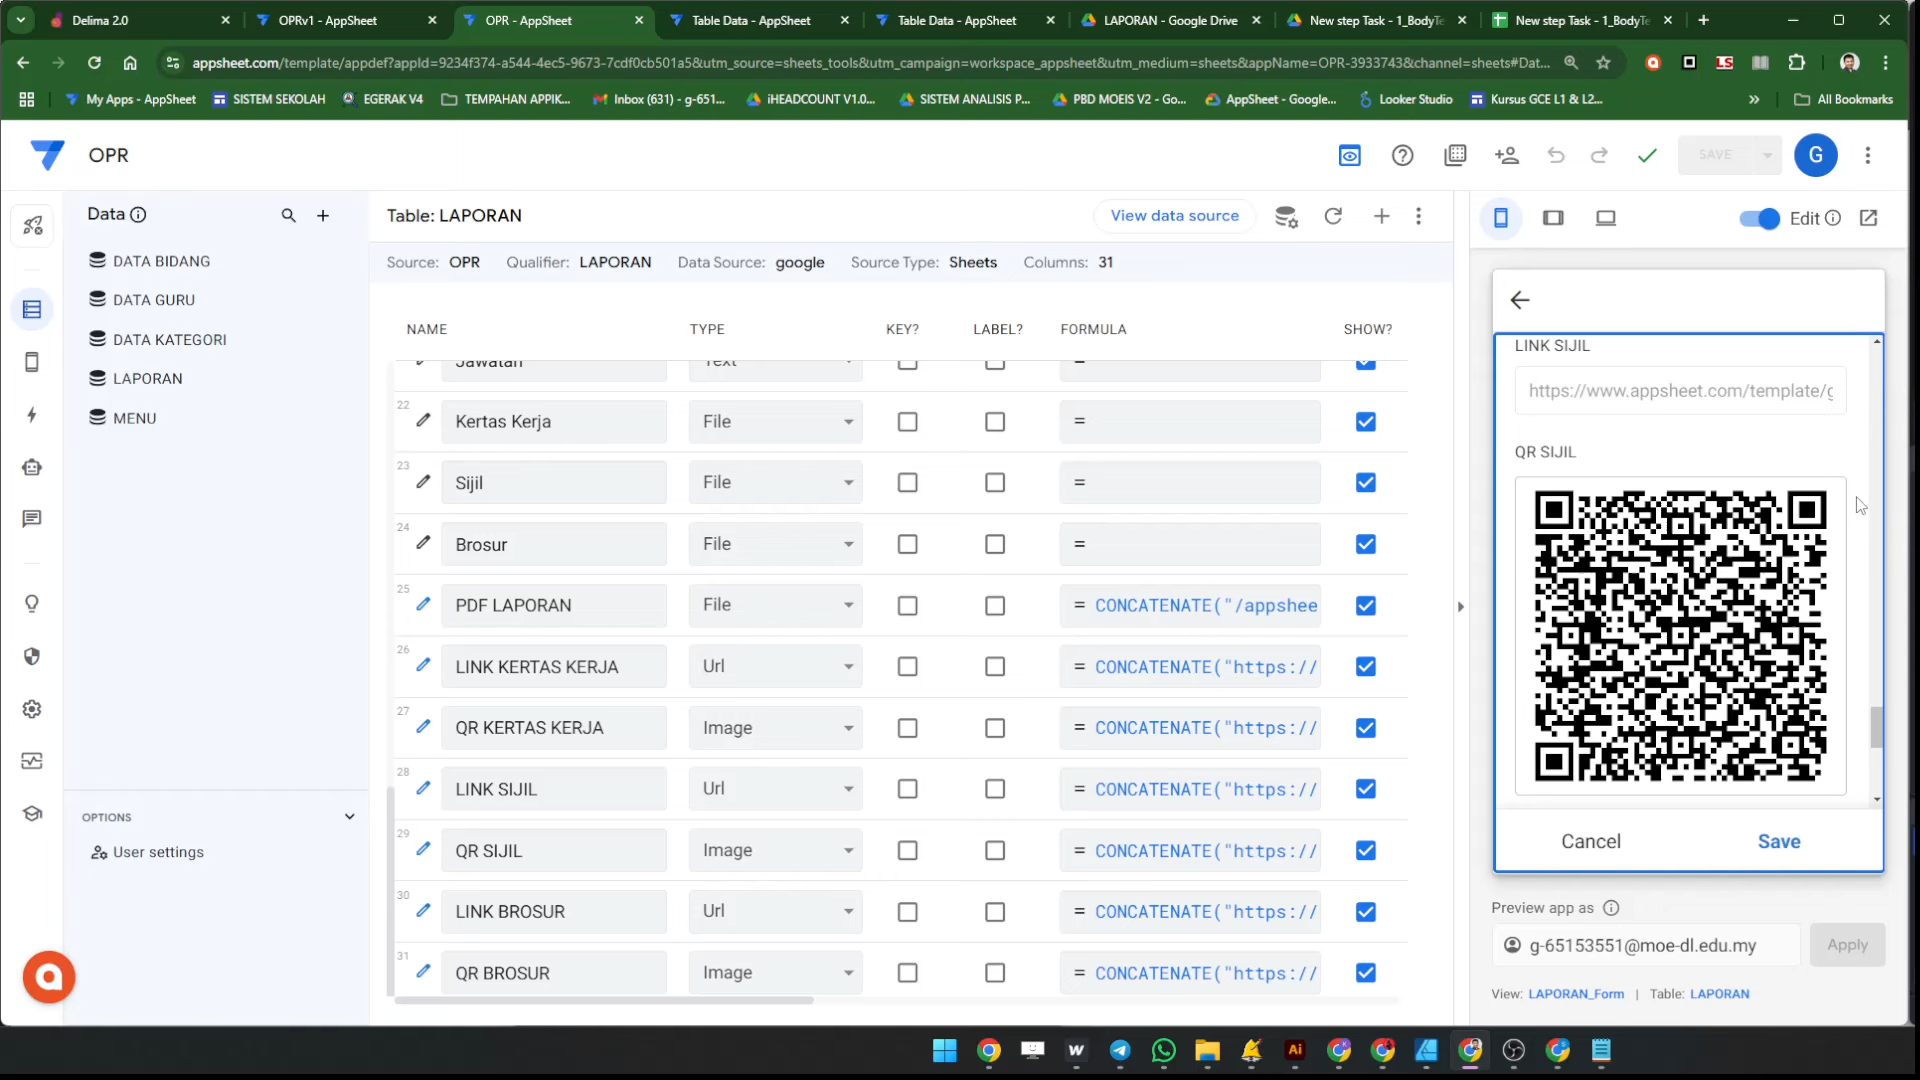 Delima 2.0
OPRv1 - AppSheet
OPR - AppSheet
Table Data - AppSheet
Table Data - AppSheet
LAPORAN - Google Drive
New step Task - 1_BodyTe
New step Task - 1_BodyTe
appsheet.com/template/appdef?appId=9234f374-a544-4ec5-9673-7cdf0cb501a5&utm_source=sheets_tools&utm_campaign=workspace_appsheet&utm_medium=sheets&appName=OPR-3933743&channel=sheets#Dat...
My Apps - AppSheet
SISTEM SEKOLAH
EGERAK V4
TEMPAHAN APPIK...
Inbox (631) - g-651...
iHEADCOUNT V1.0...
SISTEM ANALISIS P...
PBD MOEIS V2 - Go...
AppSheet - Google...
Looker Studio
Kursus GCE L1 & L2...
All Bookmarks
OPR
SAVE
G
Data
DATA BIDANG
DATA GURU
DATA KATEGORI
LAPORAN
MENU
OPTIONS
User settings
Table: LAPORAN
View data source
Source: OPR Qualifier: LAPORAN Data Source: google Source Type: Sheets Columns: 31
NAME TYPE KEY? LABEL? FORMULA SHOW?
Jawatan Text =
22 Kertas Kerja File =
23 Sijil File =
24 Brosur File =
25 PDF LAPORAN File = CONCATENATE("/appshee
26 LINK KERTAS KERJA Url = CONCATENATE("https://
27 QR KERTAS KERJA Image = CONCATENATE("https://
28 LINK SIJIL Url = CONCATENATE("https://
29 QR SIJIL Image = CONCATENATE("https://
30 LINK BROSUR Url = CONCATENATE("https://
31 QR BROSUR Image = CONCATENATE("https://
Edit
LINK SIJIL
https://www.appsheet.com/template/g
QR SIJIL
Cancel
Save
Preview app as
g-65153551@moe-dl.edu.my
Apply
View: LAPORAN_Form | Table: LAPORAN
LS
W
Ai